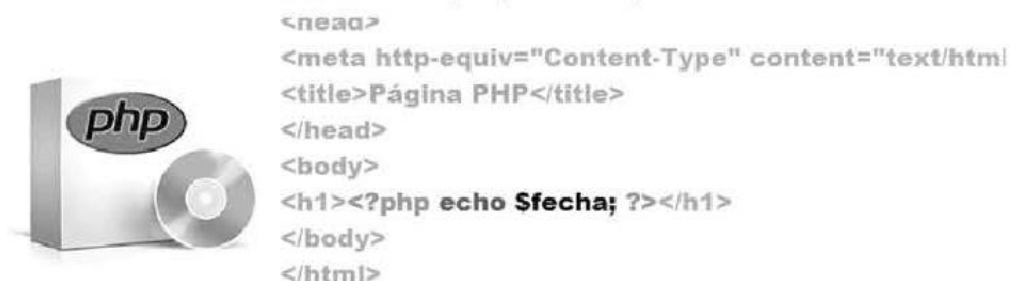 php
<head>
<meta http-equiv="Content-Type" content="text/html
<title>Página PHP</title>
</head>
<body>
<h1><?php echo $fecha; ?></h1>
</body>
</html>